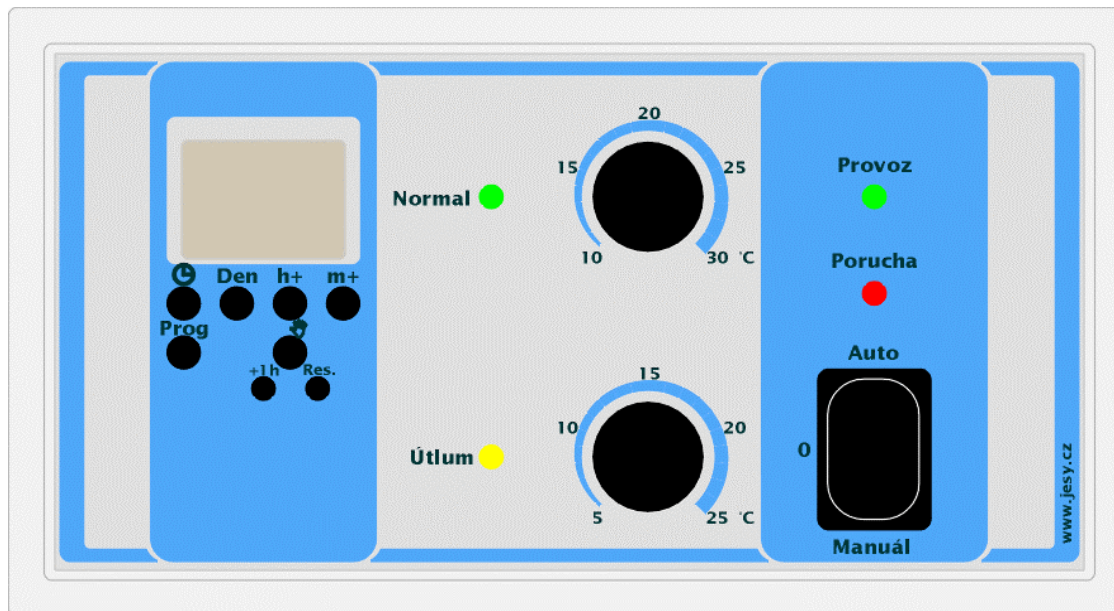 Den h+ m+
Prog
+1h Res.
Normal
20
15 25
10 30 °C
Útlum
15
10 20
5 25 °C
Provoz
Porucha
Auto
0
Manuál
www.jesy.cz